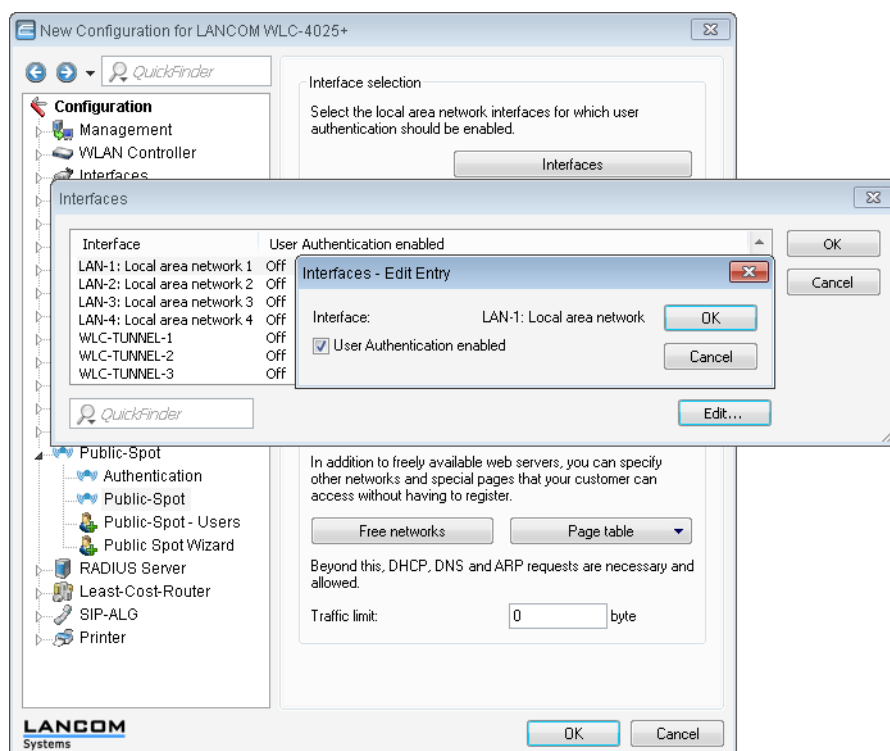 New Configuration for LANCOM WLC-4025+
QuickFinder
Configuration
Management
WLAN Controller
Interfaces
Interface selection
Select the local area network interfaces for which user
authentication should be enabled.
Interfaces
Interfaces
Interface User Authentication enabled
LAN-1: Local area network 1 Off
LAN-2: Local area network 2 Off
LAN-3: Local area network 3 Off
LAN-4: Local area network 4 Off
WLC-TUNNEL-1 Off
WLC-TUNNEL-2 Off
WLC-TUNNEL-3 Off
OK
Cancel
Interfaces - Edit Entry
Interface: LAN-1: Local area network
User Authentication enabled
OK
Cancel
QuickFinder
Edit...
Public-Spot
Authentication
Public-Spot
Public-Spot - Users
Public Spot Wizard
RADIUS Server
Least-Cost-Router
SIP-ALG
Printer
In addition to freely available web servers, you can specify
other networks and special pages that your customer can
access without having to register.
Free networks
Page table
Beyond this, DHCP, DNS and ARP requests are necessary and
allowed.
Traffic limit: 0 byte
LANCOM
Systems
OK
Cancel